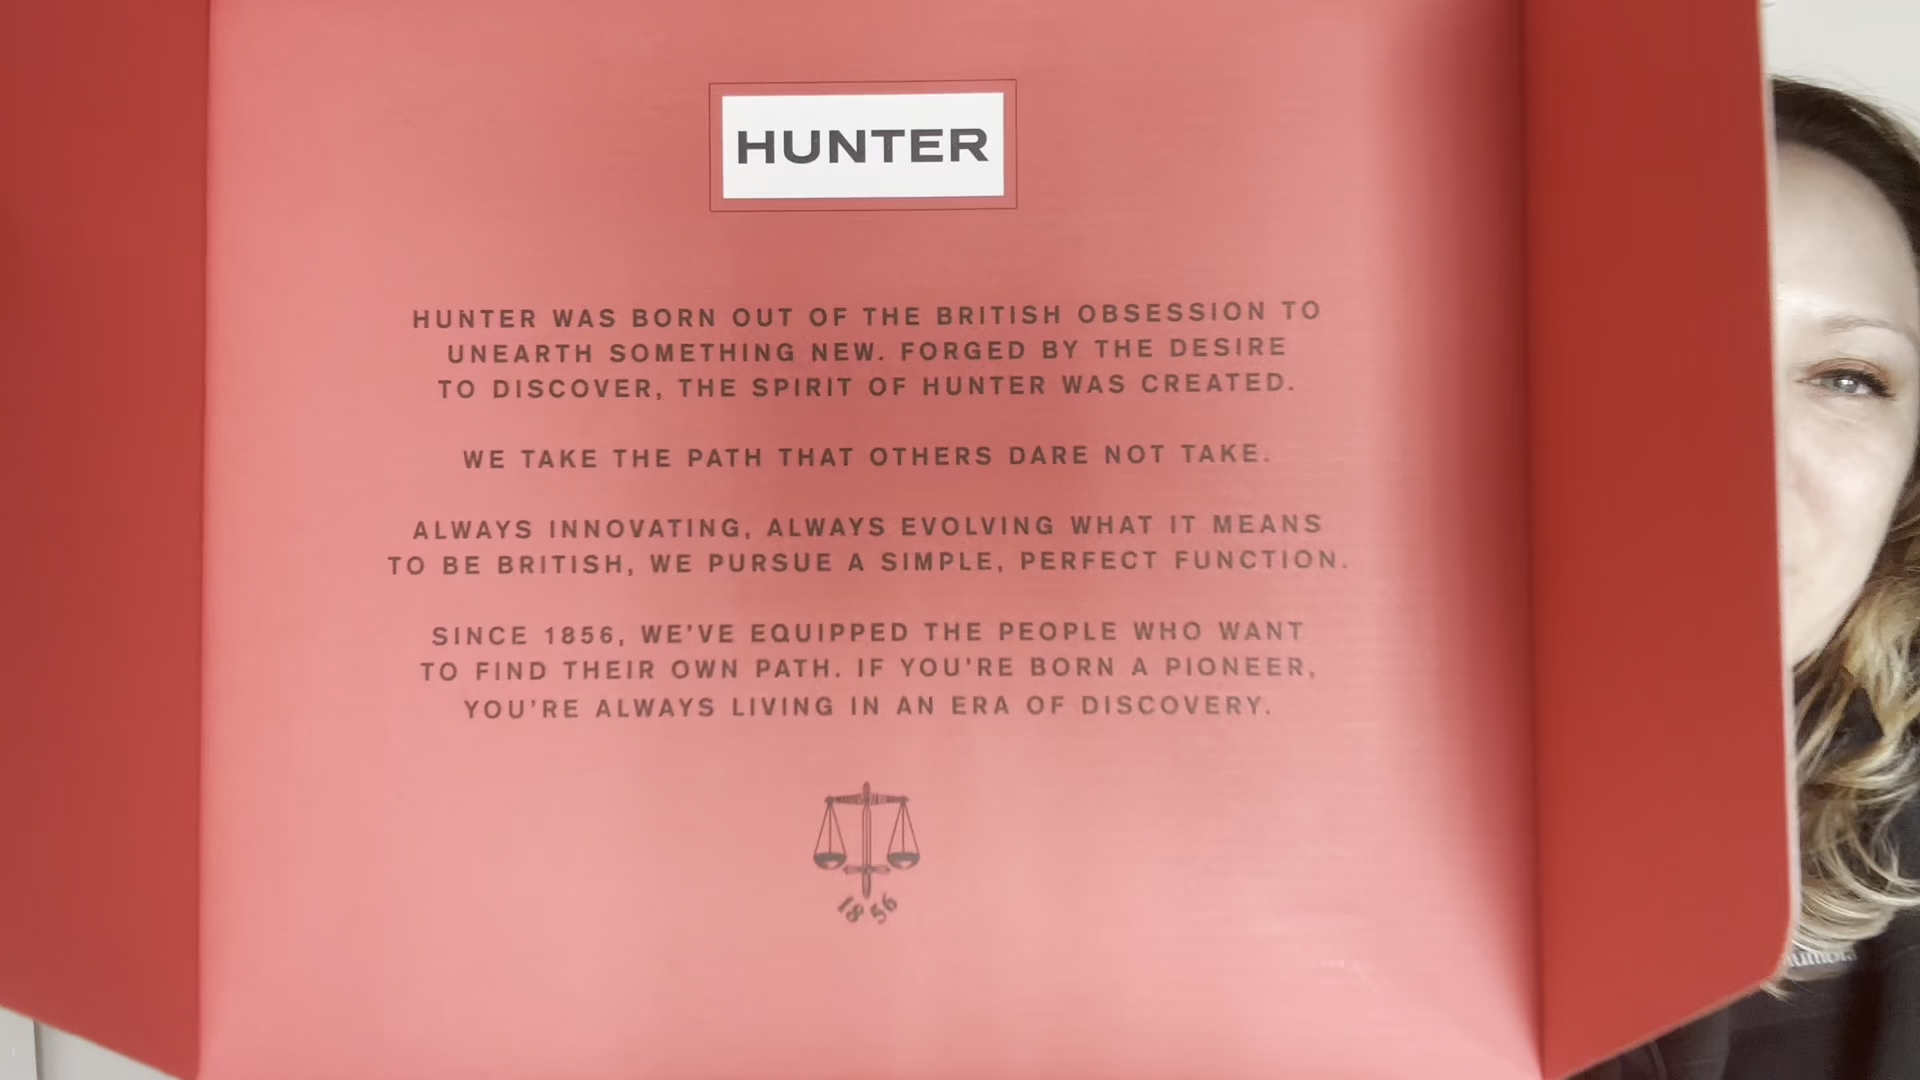 HUNTER
HUNTER WAS BORN OUT OF THE BRITISH OBSESSION TO
UNEARTH SOMETHING NEW. FORGED BY THE DESIRE
TO DISCOVER, THE SPIRIT OF HUNTER WAS CREATED.
WE TAKE THE PATH THAT OTHERS DARE NOT TAKE.
ALWAYS INNOVATING, ALWAYS EVOLVING WHAT IT MEANS
TO BE BRITISH, WE PURSUE A SIMPLE, PERFECT FUNCTION.
SINCE 1856, WE'VE EQUIPPED THE PEOPLE WHO WANT
TO FIND THEIR OWN PATH. IF YOU'RE BORN A PIONEER,
YOU'RE ALWAYS LIVING IN AN ERA OF DISCOVERY.
1856